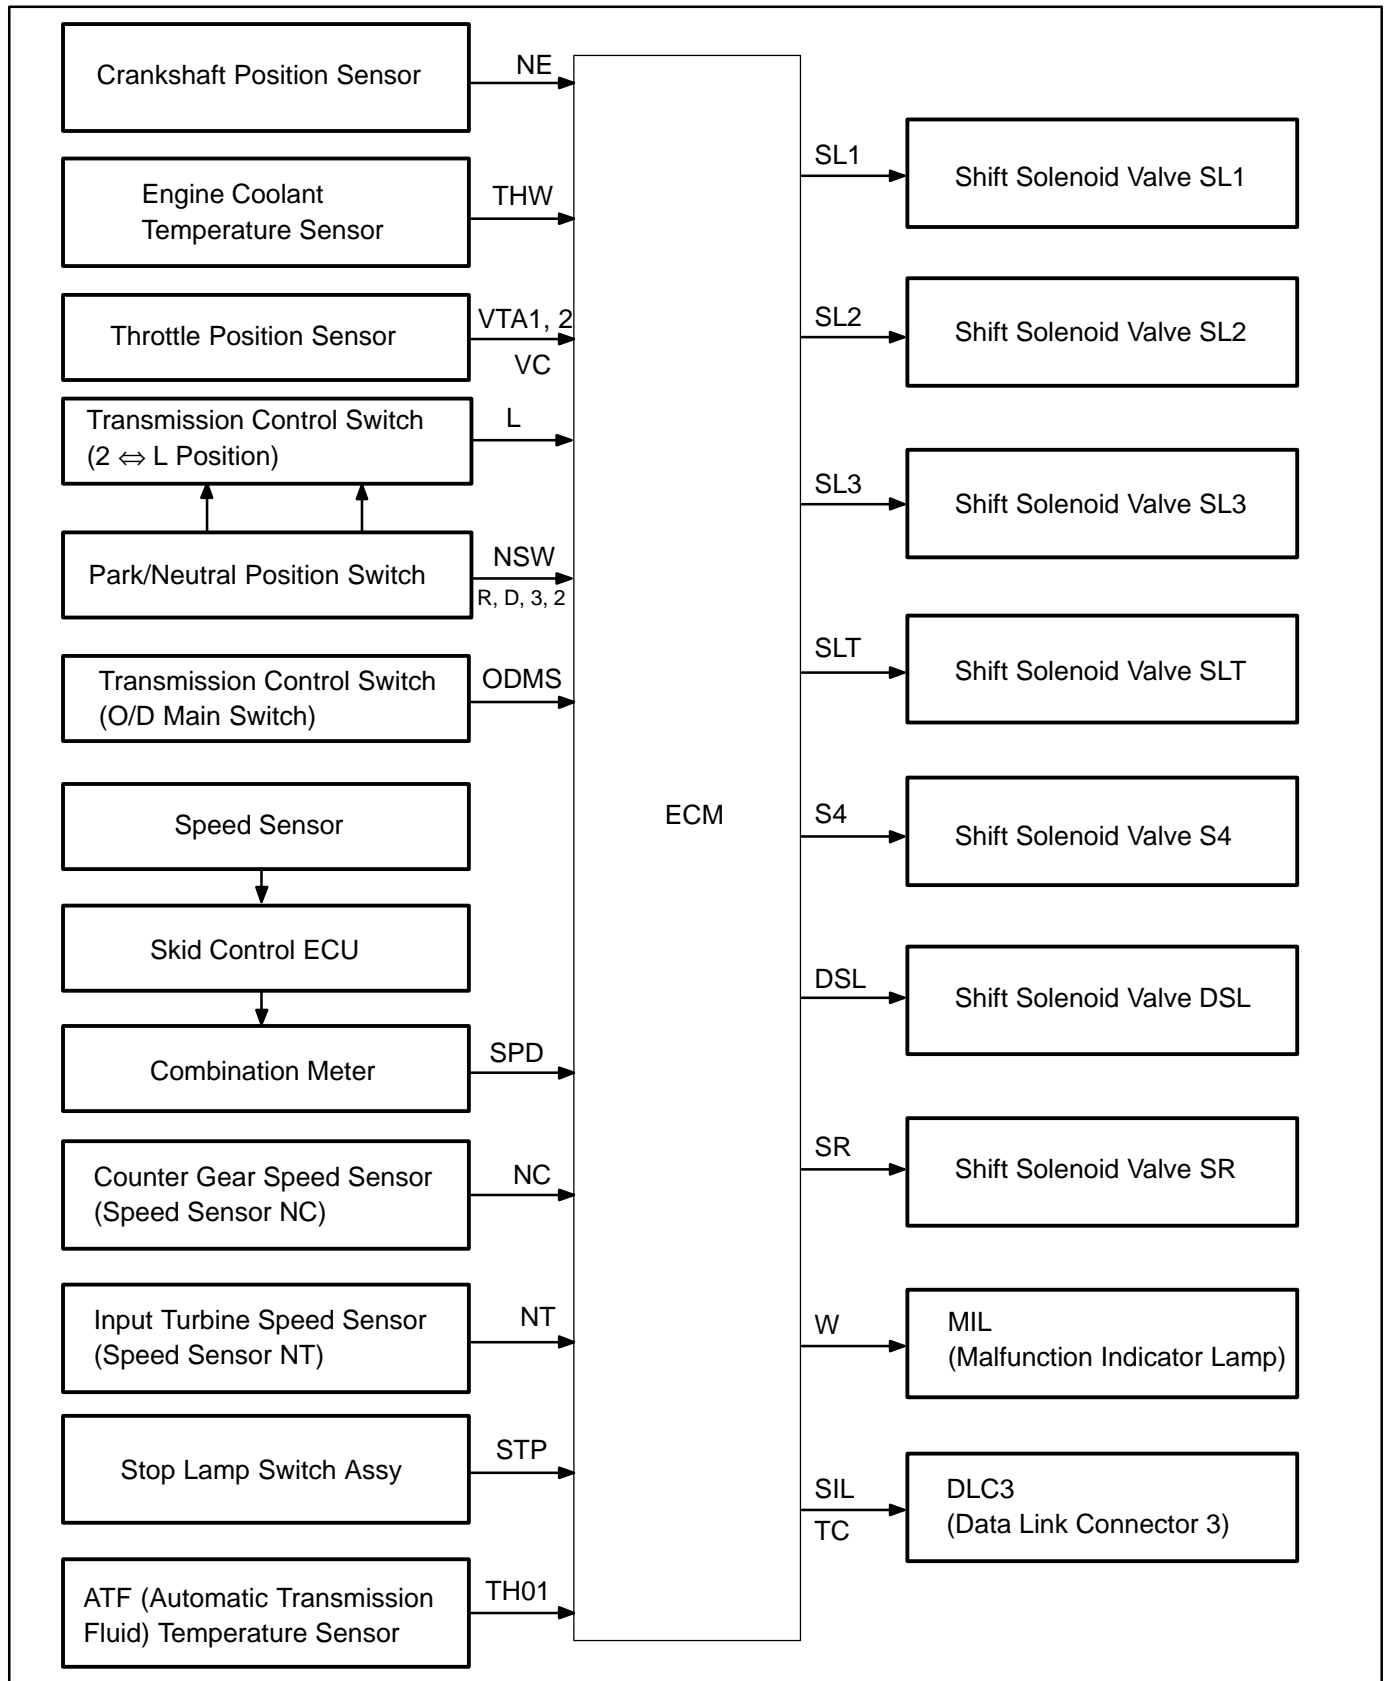 Crankshaft Position Sensor
NE
Engine Coolant
Temperature Sensor
THW
Throttle Position Sensor
VTA1, 2
VC
Transmission Control Switch
(2 ⇔ L Position)
L
Park/Neutral Position Switch
NSW
R, D, 3, 2
Transmission Control Switch
(O/D Main Switch)
ODMS
Speed Sensor
Skid Control ECU
Combination Meter
SPD
Counter Gear Speed Sensor
(Speed Sensor NC)
NC
Input Turbine Speed Sensor
(Speed Sensor NT)
NT
Stop Lamp Switch Assy
STP
ATF (Automatic Transmission
Fluid) Temperature Sensor
TH01
ECM
SL1
Shift Solenoid Valve SL1
SL2
Shift Solenoid Valve SL2
SL3
Shift Solenoid Valve SL3
SLT
Shift Solenoid Valve SLT
S4
Shift Solenoid Valve S4
DSL
Shift Solenoid Valve DSL
SR
Shift Solenoid Valve SR
W
MIL
(Malfunction Indicator Lamp)
SIL
TC
DLC3
(Data Link Connector 3)